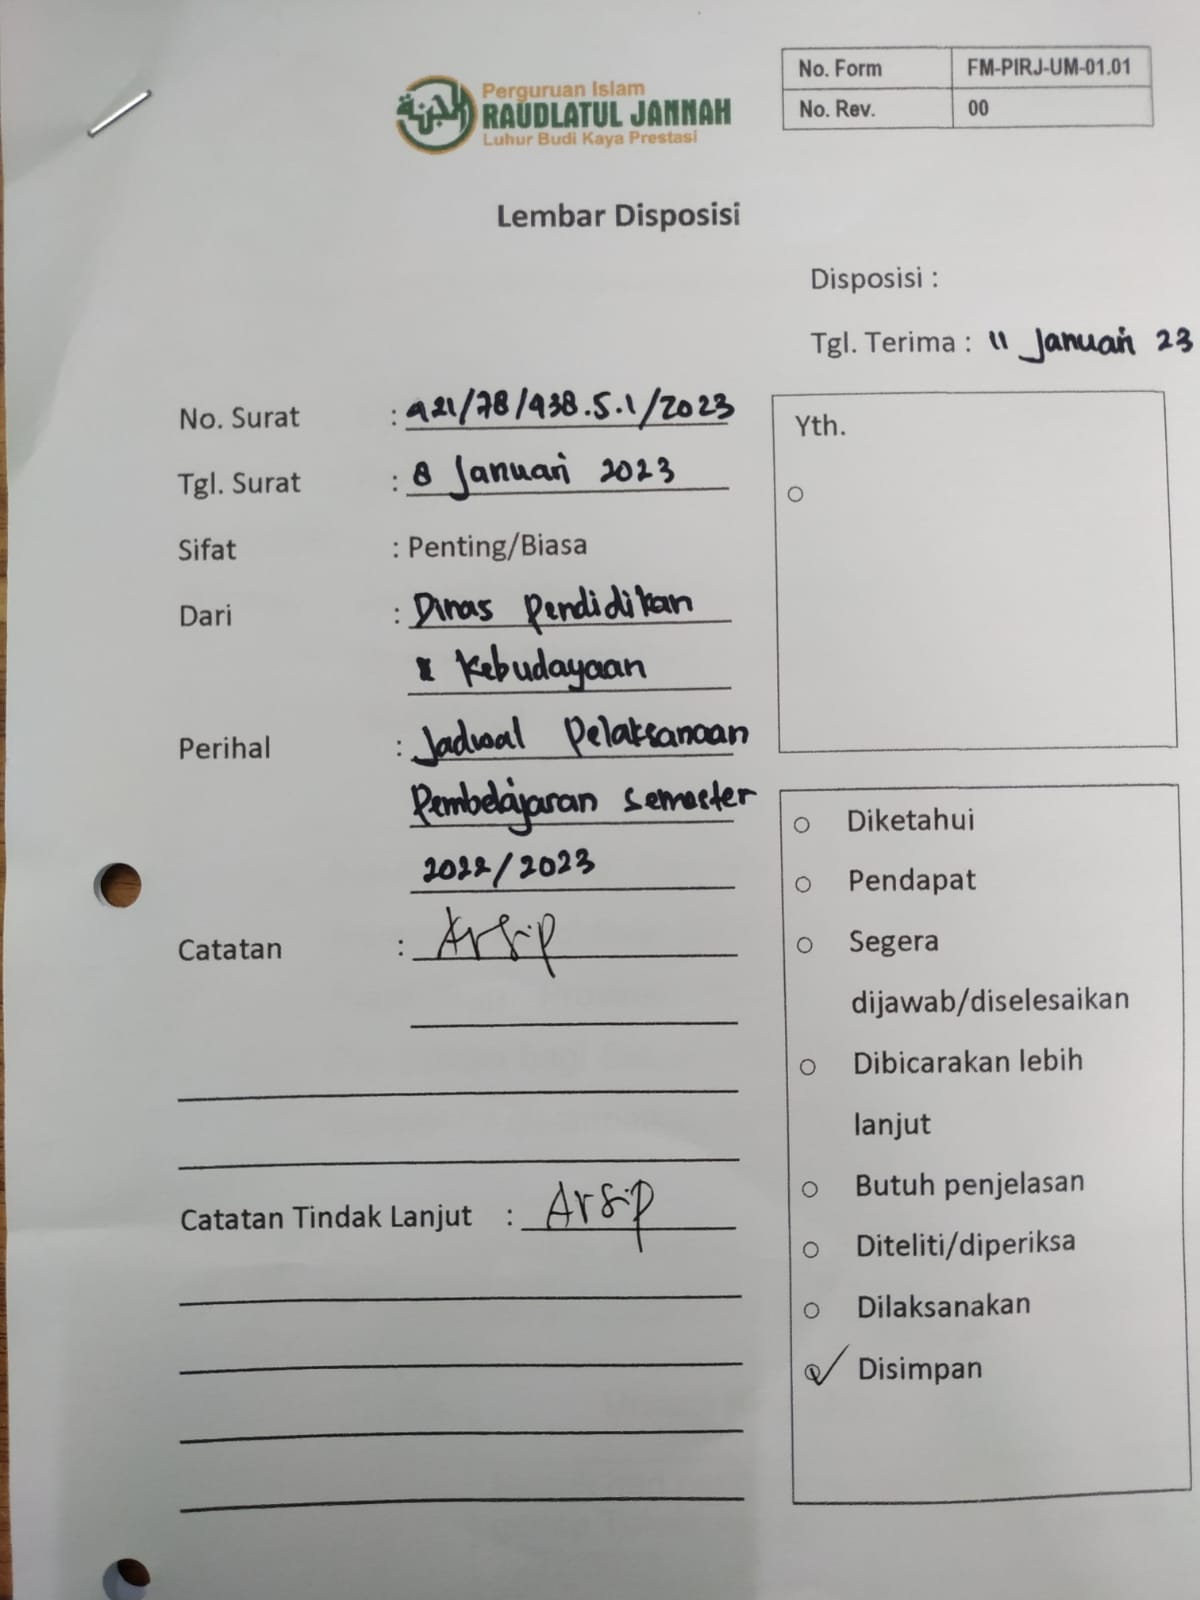 Perguruan Islam
RAUDLATUL JANNAH
Luhur Budi Kaya Prestasi
No. Form FM-PIRJ-UM-01.01
No. Rev. 00
Lembar Disposisi
Disposisi :
Tgl. Terima : 11 Januari 23
No. Surat : 421/78/438.5.1/2023
Tgl. Surat : 8 Januari 2023
Sifat : Penting/Biasa
Dari : Dinas Pendidikan
& Kebudayaan
Perihal : Jadwal Pelaksanaan
Pembelajaran semester
2022/2023
Catatan : Arsip
Catatan Tindak Lanjut : Arsip
Yth.
Diketahui
Pendapat
Segera
dijawab/diselesaikan
Dibicarakan lebih
lanjut
Butuh penjelasan
Diteliti/diperiksa
Dilaksanakan
Disimpan